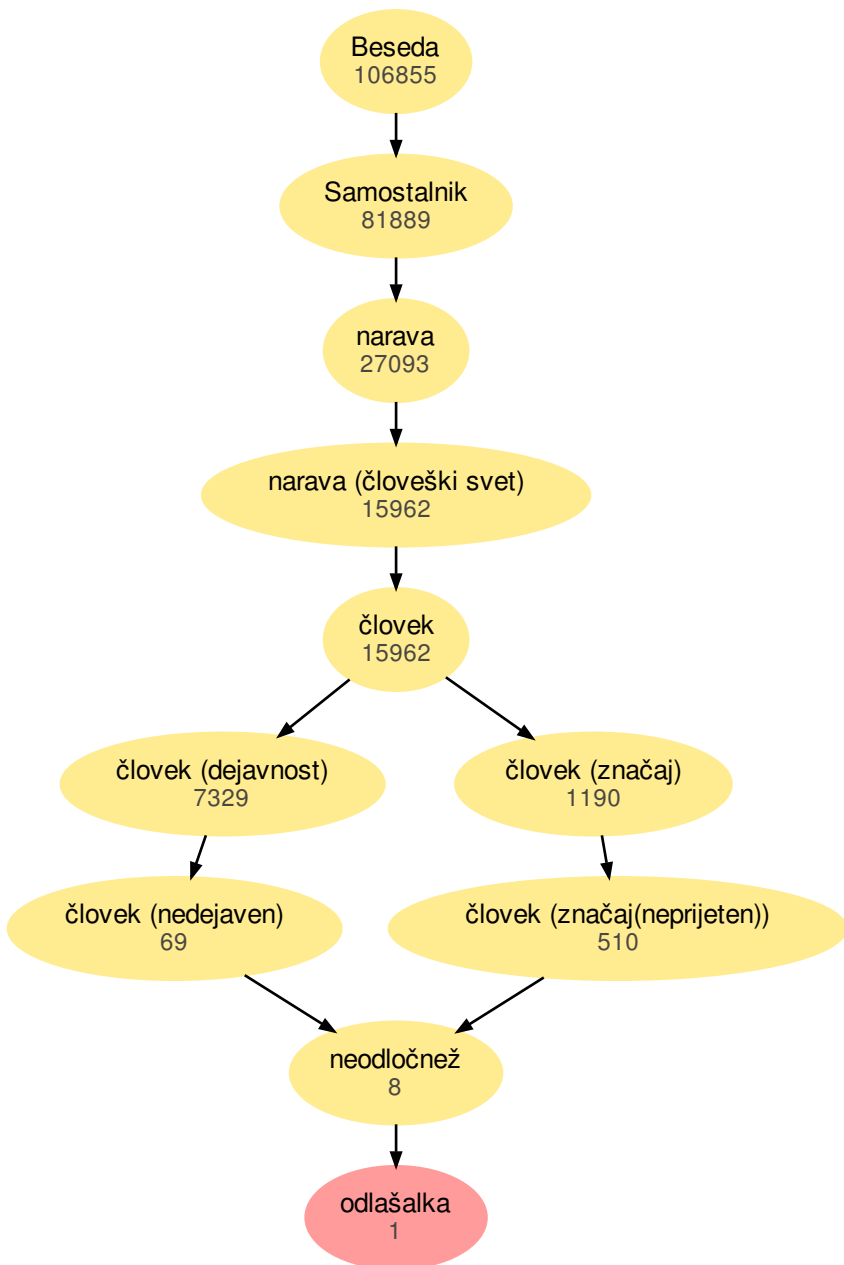 Beseda
106855
Samostalnik
81889
narava
27093
narava (človeški svet)
15962
človek
15962
človek (dejavnost)
7329
človek (značaj)
1190
človek (nedejaven)
69
človek (značaj(neprijeten))
510
neodločnež
8
odlašalka
1